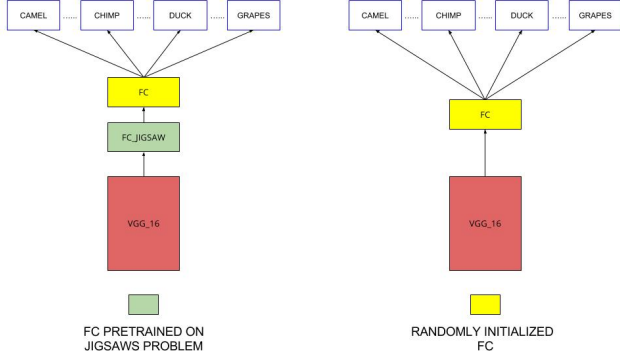 CAMEL ...... CHIMP ...... DUCK ...... GRAPES
CAMEL ...... CHIMP ...... DUCK ...... GRAPES
FC
FC_JIGSAW
VGG_16
FC
VGG_16
FC PRETRAINED ON
JIGSAWS PROBLEM
RANDOMLY INITIALIZED
FC